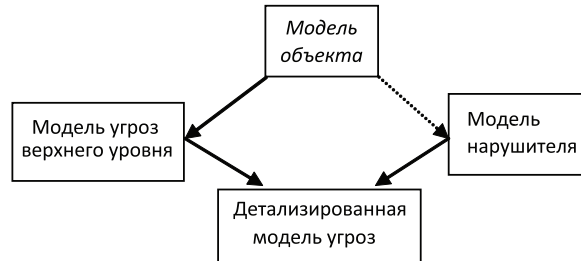 Модель
объекта
Модель угроз
верхнего уровня
Модель
нарушителя
Детализированная
модель угроз